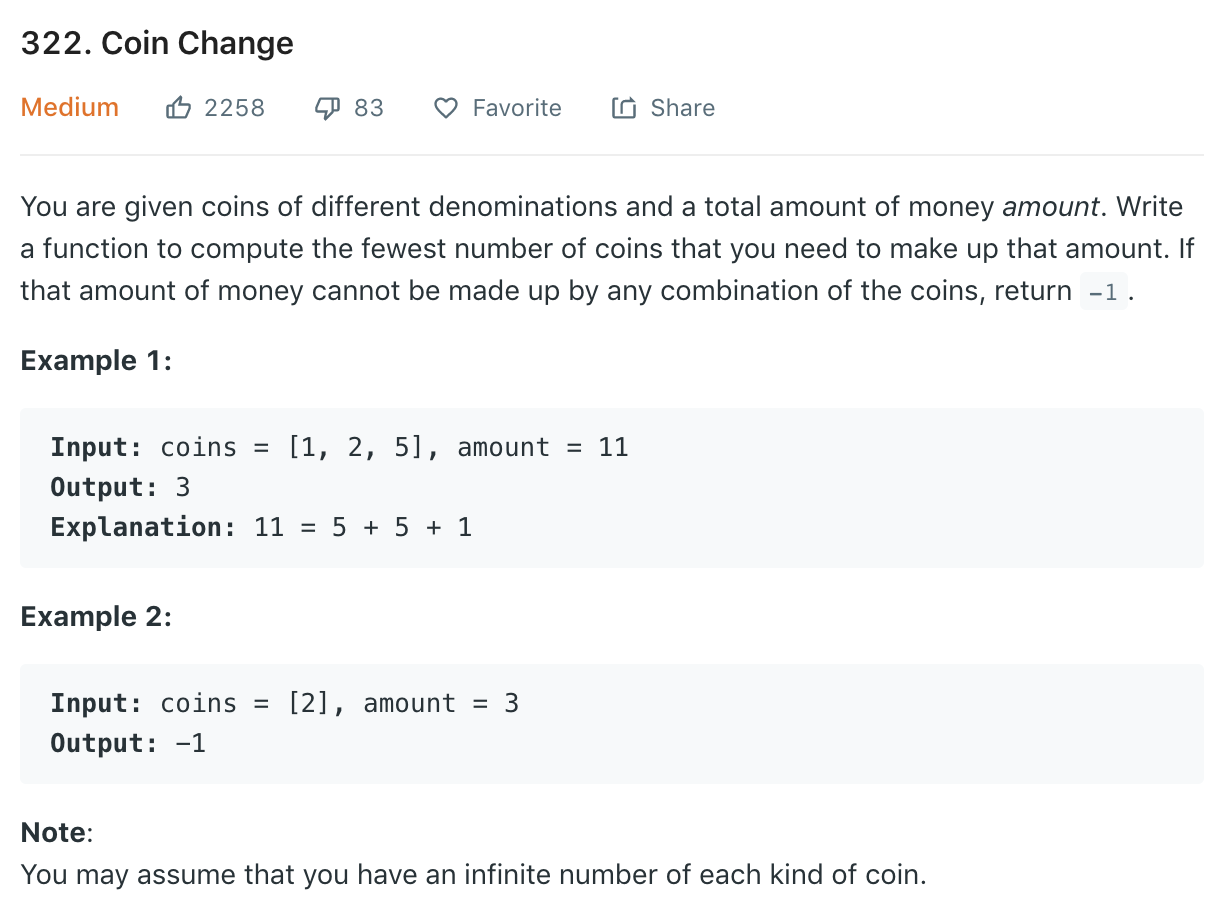 322. Coin Change
Medium 2258 83 Favorite Share
You are given coins of different denominations and a total amount of money amount. Write
a function to compute the fewest number of coins that you need to make up that amount. If
that amount of money cannot be made up by any combination of the coins, return -1.
Example 1:
Input: coins = [1, 2, 5], amount = 11
Output: 3
Explanation: 11 = 5 + 5 + 1
Example 2:
Input: coins = [2], amount = 3
Output: -1
Note:
You may assume that you have an infinite number of each kind of coin.